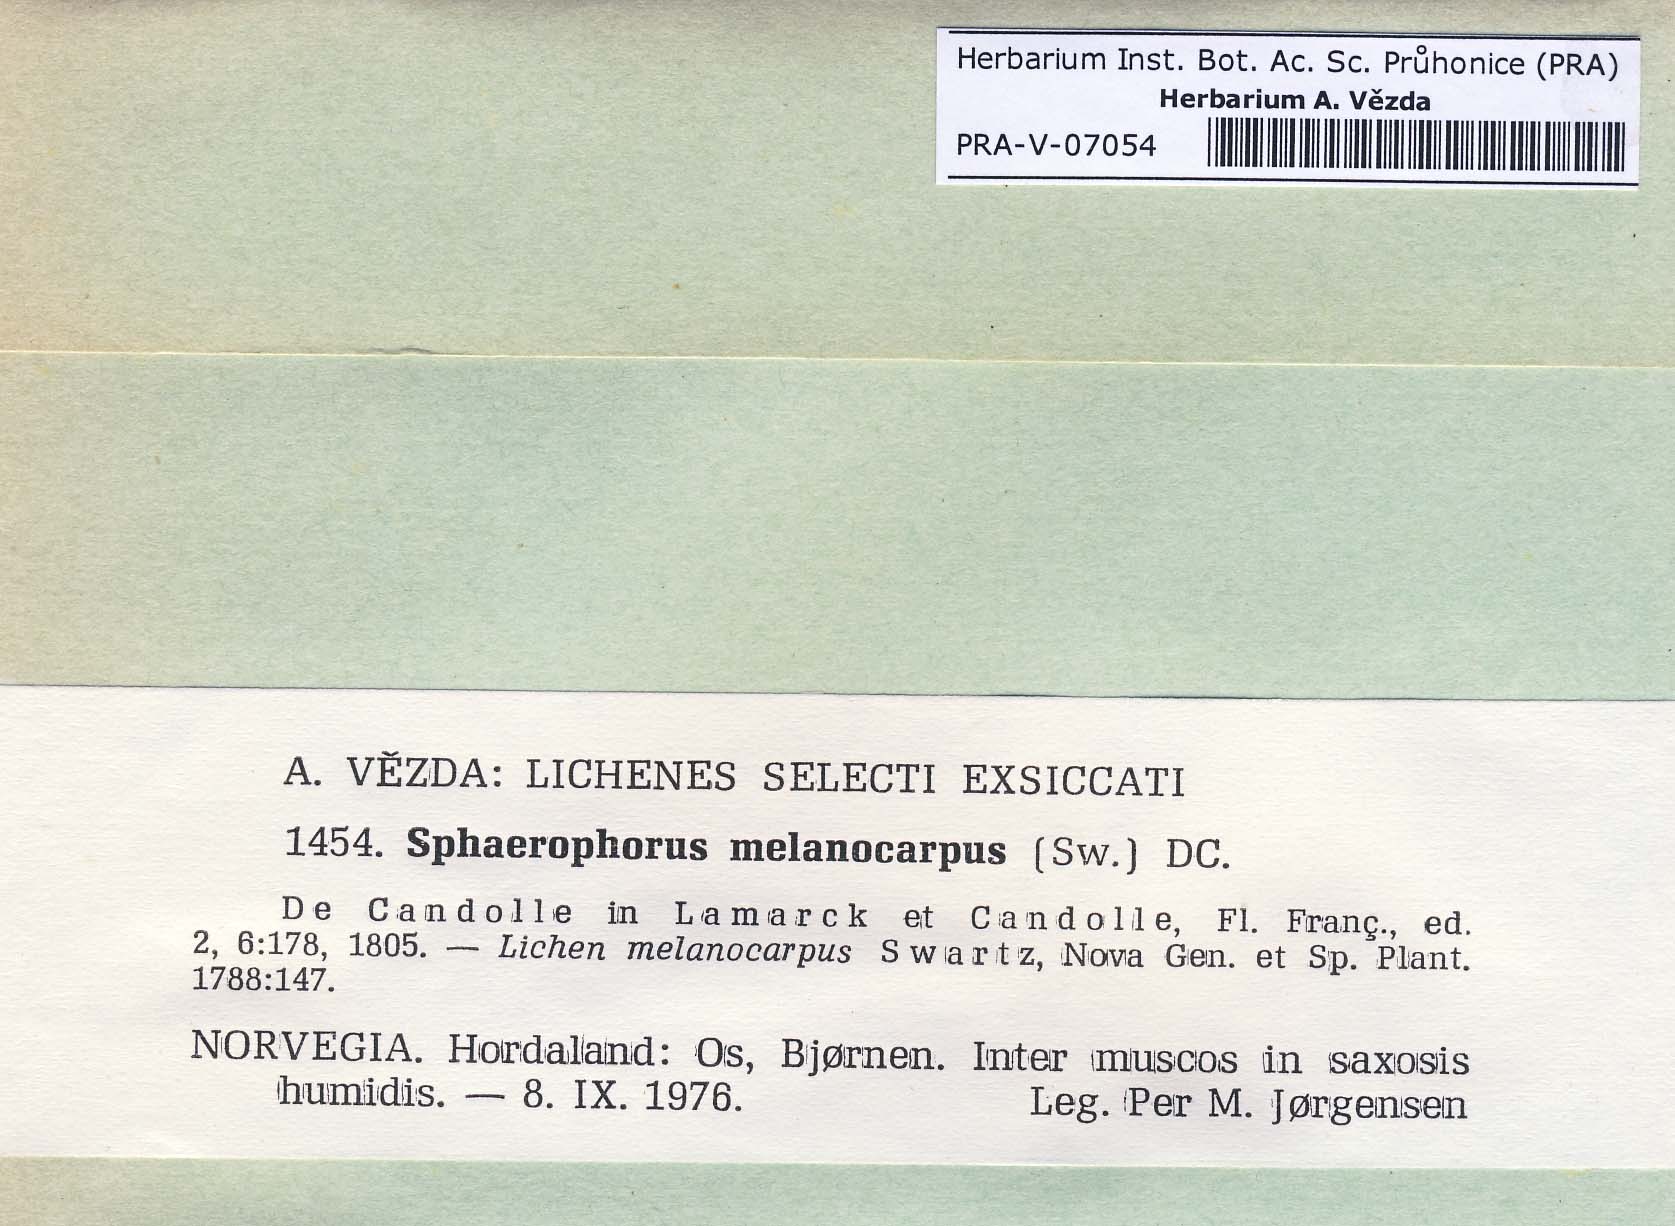 Herbarium Inst. Bot. Ac. Sc. Průhonice (PRA)
Herbarium A. Vězda
PRA-V-07054
A. VĚZDA: LICHENES SELECTI EXSICCATI
1454. Sphaerophorus melanocarpus (Sw.) DC.
De Candolle in Lamarck et Candolle, Fl. Franç., ed.
2, 6:178, 1805. — Lichen melanocarpus Swartz, Nova Gen. et Sp. Plant.
1788:147.
NORVEGIA. Hordaland: Os, Bjørnen. Inter muscos in saxosis
humidis. — 8. IX. 1976. Leg. Per M. Jørgensen